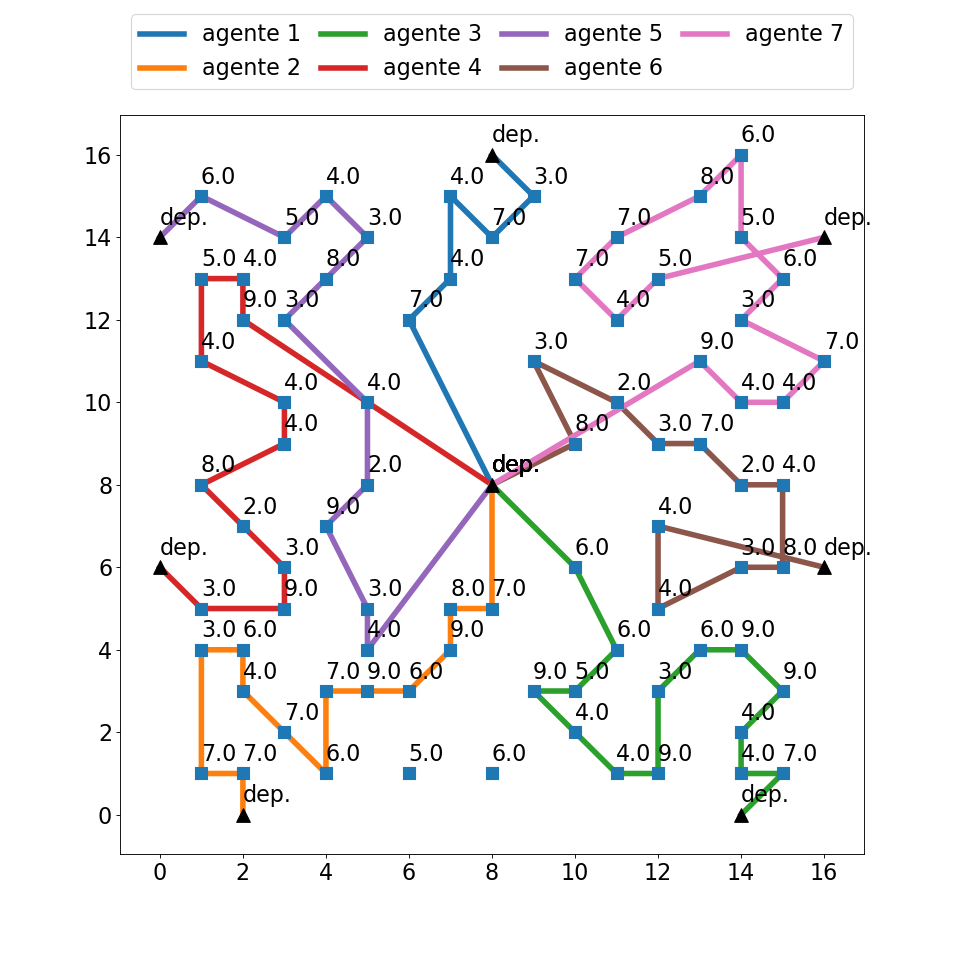 agente 1 agente 3 agente 5 agente 7
agente 2 agente 4 agente 6
dep. 6.0
16
6.0 4.0 4.0 3.0 8.0
dep. 5.0 3.0 7.0 7.0 5.0 dep.
14
5.0 4.0 8.0 4.0 7.0 5.0 6.0
9.0 3.0 7.0 4.0 3.0
12
4.0 3.0 9.0 7.0
4.0 4.0 2.0 4.0 4.0
10
4.0 8.0 3.0 7.0
8.0 2.0 dep. 2.0 4.0
8
2.0 9.0 4.0
dep. 3.0 6.0 3.0 8.0 dep.
6
3.0 9.0 3.0 8.0 7.0 4.0
3.0 6.0 4.0 9.0 6.0 6.0 9.0
4
4.0 7.0 9.0 6.0 9.0 5.0 3.0 9.0
7.0 4.0 4.0
2
7.0 7.0 6.0 5.0 6.0 4.0 9.0 4.0 7.0
dep. dep.
0
0 2 4 6 8 10 12 14 16